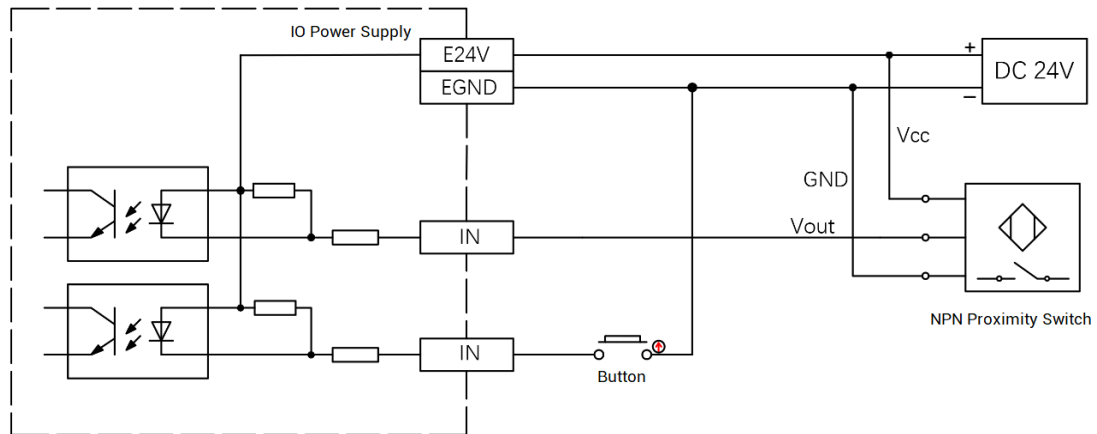 IO Power Supply
E24V
EGND
+
DC 24V
−
Vcc
GND
Vout
IN
NPN Proximity Switch
IN
Button